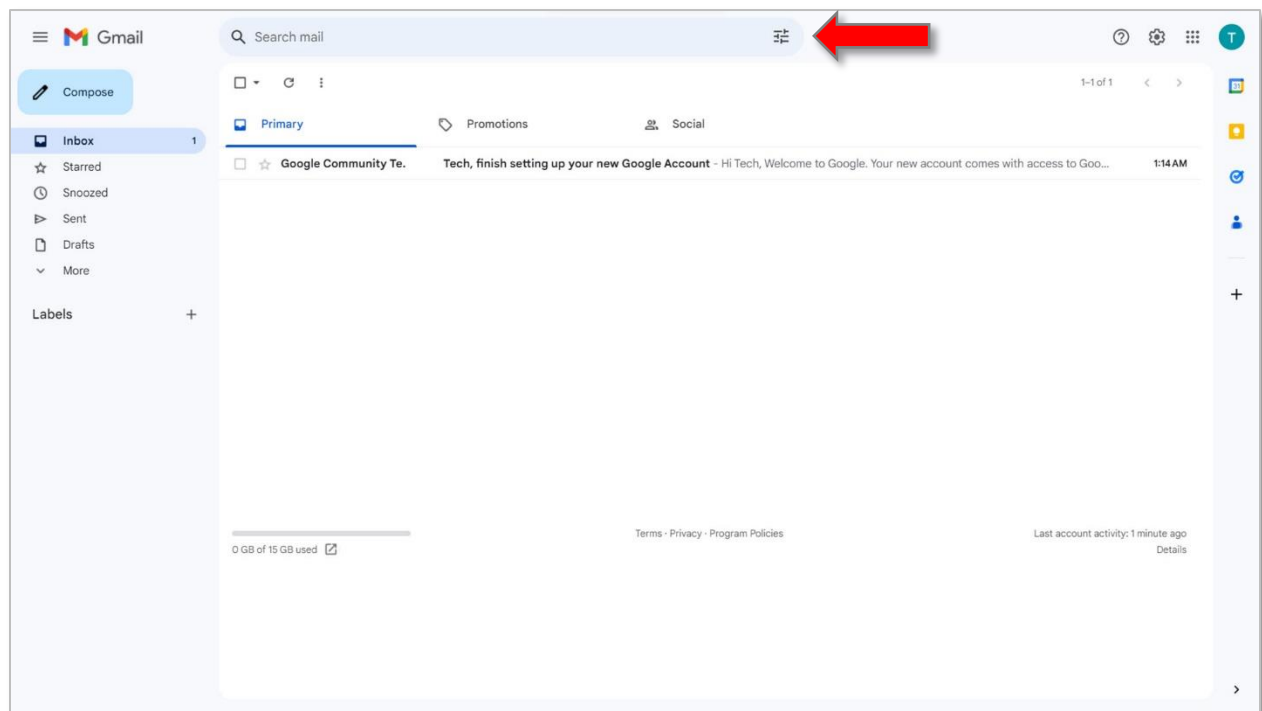 Gmail
Search mail
T
Compose
1–1 of 1
31
Primary
Promotions
Social
Inbox 1
Google Community Te. Tech, finish setting up your new Google Account - Hi Tech, Welcome to Google. Your new account comes with access to Goo... 1:14 AM
Starred
Snoozed
Sent
Drafts
More
Labels
0 GB of 15 GB used
Terms · Privacy · Program Policies
Last account activity: 1 minute ago
Details